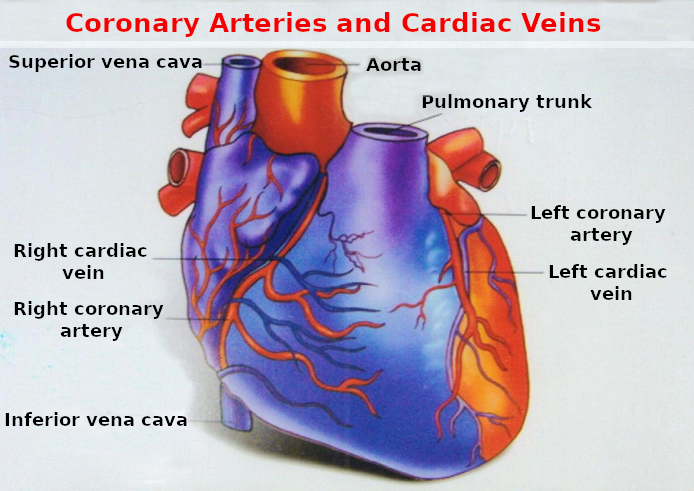 Coronary Arteries and Cardiac Veins
Superior vena cava
Aorta
Pulmonary trunk
Left coronary
artery
Right cardiac
vein
Left cardiac
vein
Right coronary
artery
Inferior vena cava